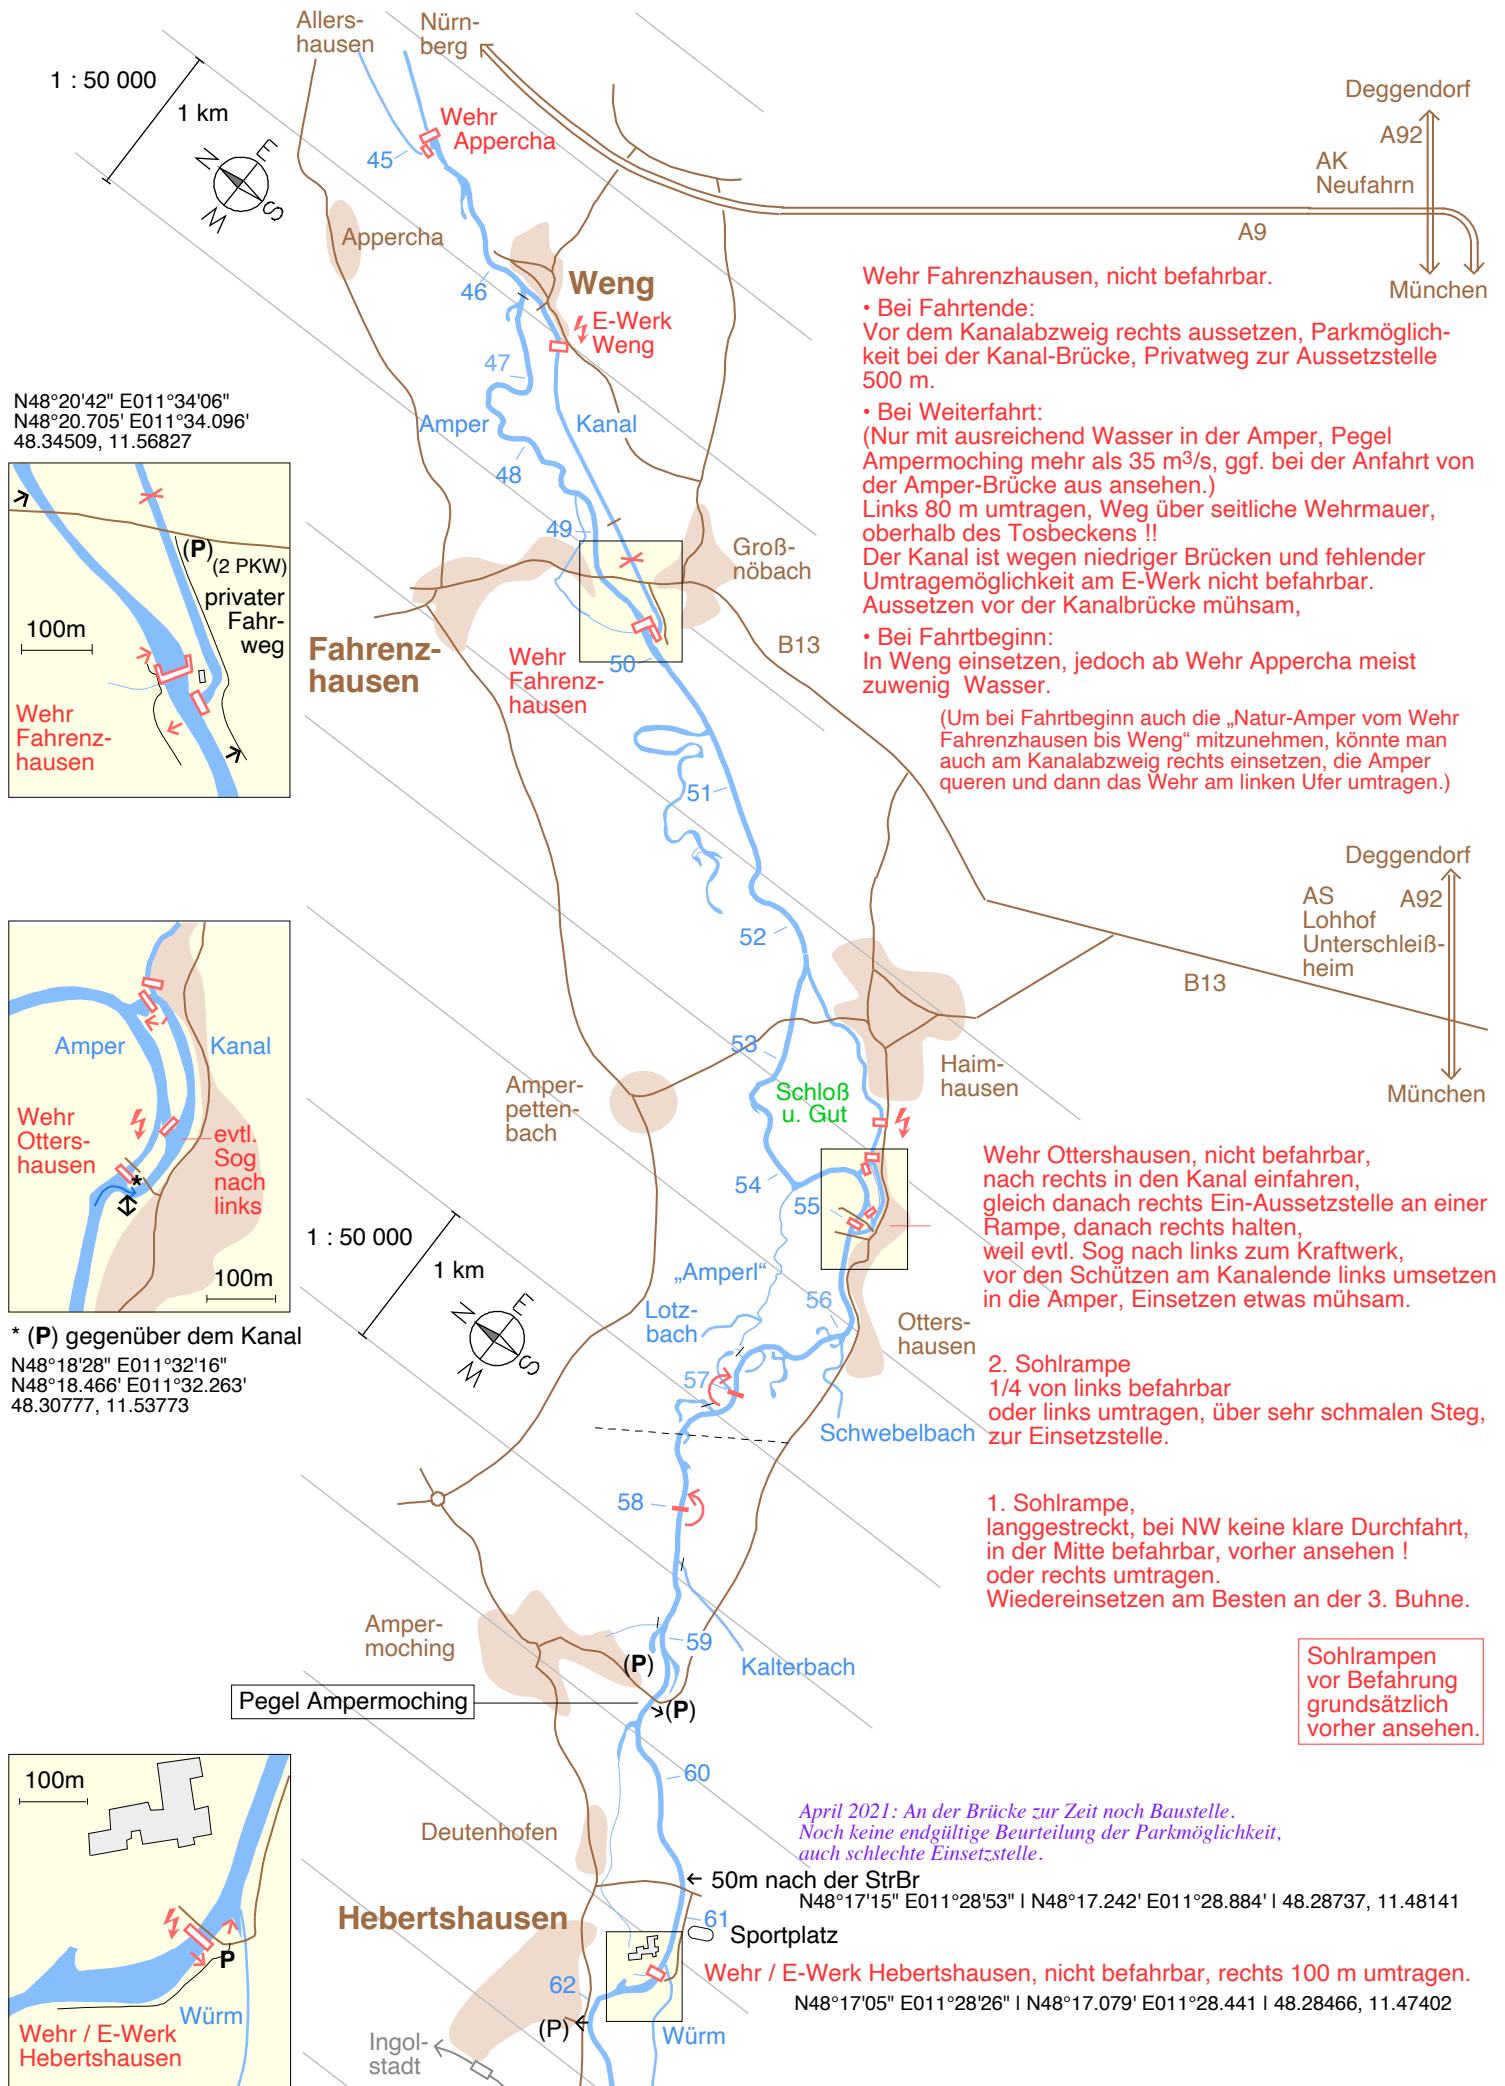 Allers-
hausen
Nürn-
berg
1 : 50 000
1 km
N
E
S
W
Wehr
Appercha
45
Appercha
Deggendorf
A92
AK
Neufahrn
A9
München
46
Weng
E-Werk
Weng
47
Amper
Kanal
48
49
Groß-
nöbach
B13
Fahrenz-
hausen
Wehr
Fahrenz-
hausen
50
Wehr Fahrenzhausen, nicht befahrbar.
• Bei Fahrtende:
Vor dem Kanalabzweig rechts aussetzen, Parkmöglich-
keit bei der Kanal-Brücke, Privatweg zur Aussetzstelle
500 m.
• Bei Weiterfahrt:
(Nur mit ausreichend Wasser in der Amper, Pegel
Ampermoching mehr als 35 m³/s, ggf. bei der Anfahrt von
der Amper-Brücke aus ansehen.)
Links 80 m umtragen, Weg über seitliche Wehrmauer,
oberhalb des Tosbeckens !!
Der Kanal ist wegen niedriger Brücken und fehlender
Umtragemöglichkeit am E-Werk nicht befahrbar.
Aussetzen vor der Kanalbrücke mühsam,
• Bei Fahrtbeginn:
In Weng einsetzen, jedoch ab Wehr Appercha meist
zuwenig Wasser.
(Um bei Fahrtbeginn auch die „Natur-Amper vom Wehr
Fahrenzhausen bis Weng“ mitzunehmen, könnte man
auch am Kanalabzweig rechts einsetzen, die Amper
queren und dann das Wehr am linken Ufer umtragen.)
N48°20'42" E011°34'06"
N48°20.705' E011°34.096'
48.34509, 11.56827
(P)
(2 PKW)
privater
Fahr-
weg
100m
Wehr
Fahrenz-
hausen
51
52
Deggendorf
AS
Lohhof
Unterschleiß-
heim
A92
B13
München
Amper
Kanal
Wehr
Otters-
hausen
evtl.
Sog
nach
links
*
100m
* (P) gegenüber dem Kanal
N48°18'28" E011°32'16"
N48°18.466' E011°32.263'
48.30777, 11.53773
53
Haim-
hausen
Schloß
u. Gut
Amper-
petten-
bach
54
55
1 : 50 000
1 km
N
E
S
W
„Amperl“
Lotz-
bach
56
Otters-
hausen
57
Schwebelbach
Wehr Ottershausen, nicht befahrbar,
nach rechts in den Kanal einfahren,
gleich danach rechts Ein-Aussetzstelle an einer
Rampe, danach rechts halten,
weil evtl. Sog nach links zum Kraftwerk,
vor den Schützen am Kanalende links umsetzen
in die Amper, Einsetzen etwas mühsam.
2. Sohlrampe
1/4 von links befahrbar
oder links umtragen, über sehr schmalen Steg,
zur Einsetzstelle.
58
1. Sohlrampe,
langgestreckt, bei NW keine klare Durchfahrt,
in der Mitte befahrbar, vorher ansehen !
oder rechts umtragen.
Wiedereinsetzen am Besten an der 3. Buhne.
Amper-
moching
59
(P)
Kalterbach
Pegel Ampermoching
(P)
Sohlrampen
vor Befahrung
grundsätzlich
vorher ansehen.
60
Deutenhofen
April 2021: An der Brücke zur Zeit noch Baustelle.
Noch keine endgültige Beurteilung der Parkmöglichkeit,
auch schlechte Einsetzstelle.
50m nach der StrBr
N48°17'15" E011°28'53" | N48°17.242' E011°28.884' | 48.28737, 11.48141
Hebertshausen
61
Sportplatz
Wehr / E-Werk Hebertshausen, nicht befahrbar, rechts 100 m umtragen.
N48°17'05" E011°28'26" | N48°17.079' E011°28.441 | 48.28466, 11.47402
62
(P)
Würm
Ingol-
stadt
100m
P
Würm
Wehr / E-Werk
Hebertshausen